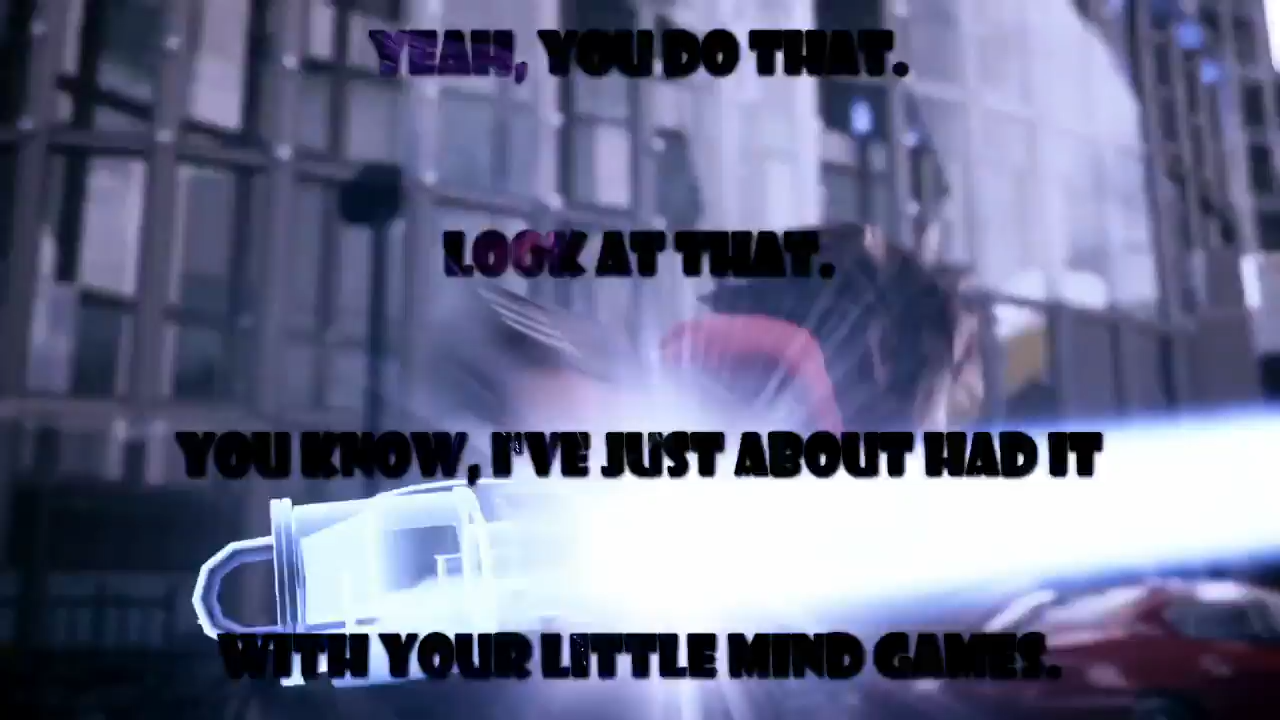 YEAH, YOU DO THAT.
LOOK AT THAT.
YOU KNOW, I'VE JUST ABOUT HAD IT
WITH YOUR LITTLE MIND GAMES.